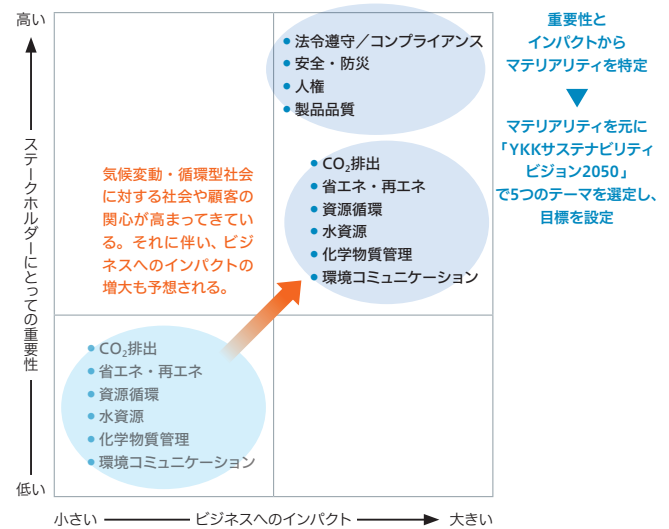 高い
ステークホルダーにとっての重要性
低い
法令遵守／コンプライアンス
安全・防災
人権
製品品質
CO₂排出
省エネ・再エネ
資源循環
水資源
化学物質管理
環境コミュニケーション
気候変動・循環型社会
に対する社会や顧客の
関心が高まってきてい
る。それに伴い、ビジ
ネスへのインパクトの
増大も予想される。
CO₂排出
省エネ・再エネ
資源循環
水資源
化学物質管理
環境コミュニケーション
小さい
ビジネスへのインパクト
大きい
重要性と
インパクトから
マテリアリティを特定
マテリアリティを元に
「YKKサステナビリティ
ビジョン2050」
で5つのテーマを選定し、
目標を設定